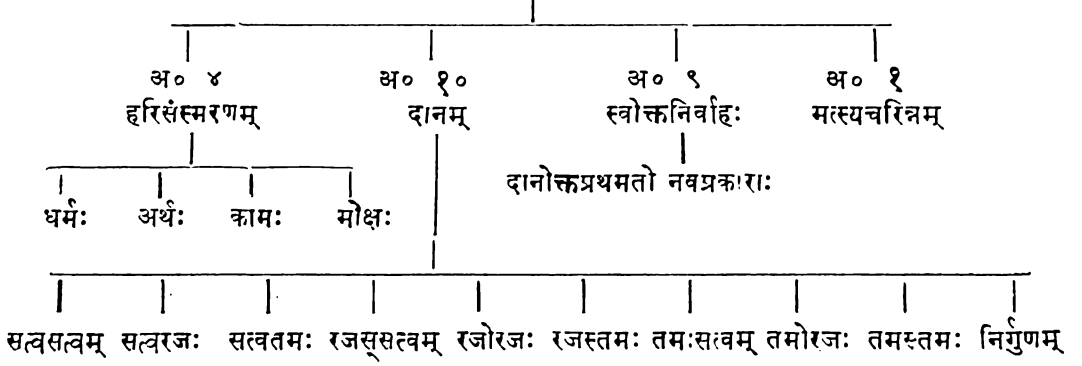 अ० ४ अ० १० अ० ९ अ० १
हरिसंस्मरणम् दानम् स्वोक्तनिर्वाहः मत्स्यचरित्रम्
दानोक्तप्रथमतो नवप्रकाराः
धर्मः अर्थः कामः मोक्षः
सत्वसत्वम् सत्वरजः सत्वतमः रजस्सत्वम् रजोरजः रजस्तमः तमःसत्वम् तमोरजः तमस्तमः निर्गुणम्